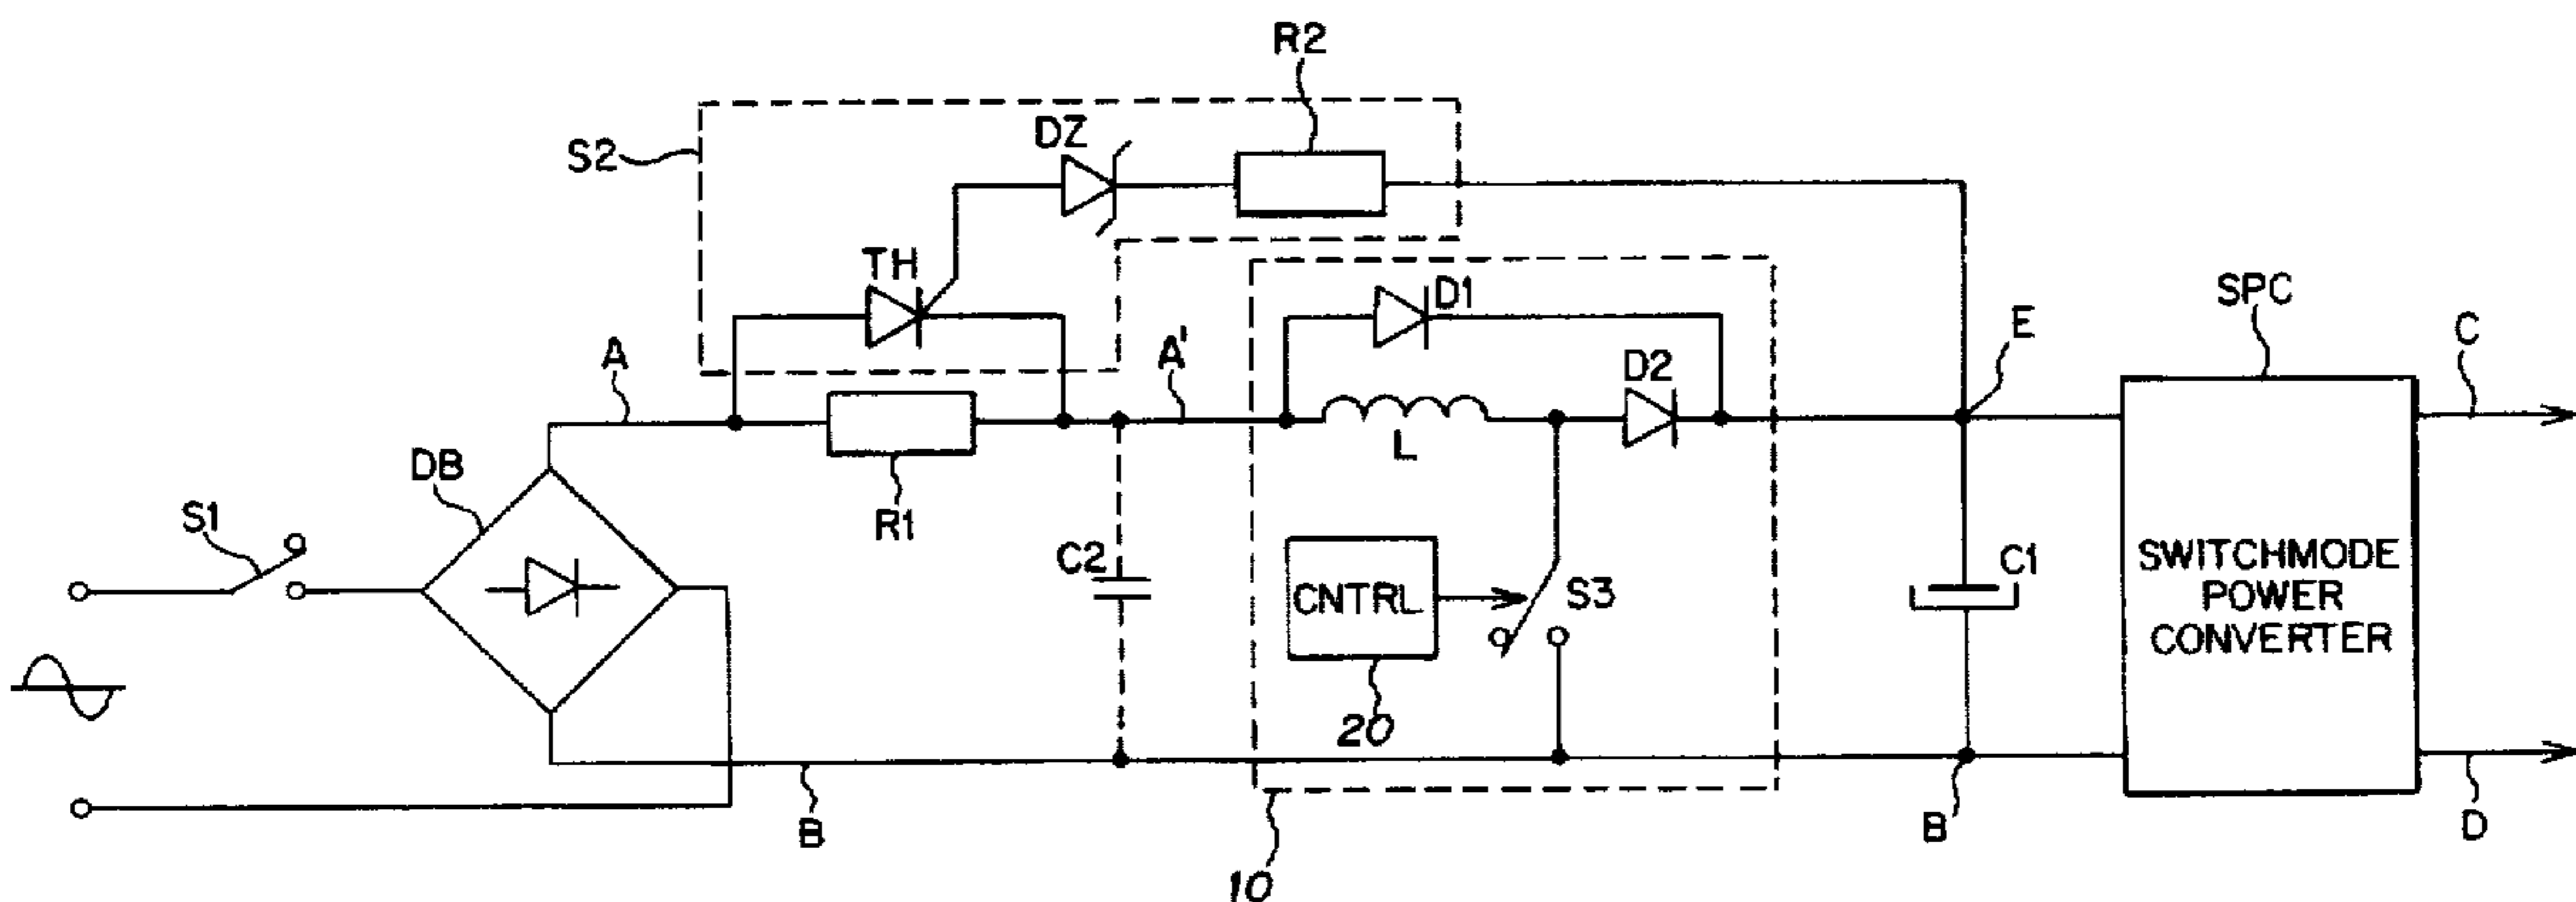 R2
DZ
S2
TH
D1
SPC
A
A'
E
C
D2
DB
L
S1
R1
C2
CNTRL
S3
C1
SWITCHMODE
POWER
CONVERTER
20
B
B
D
10